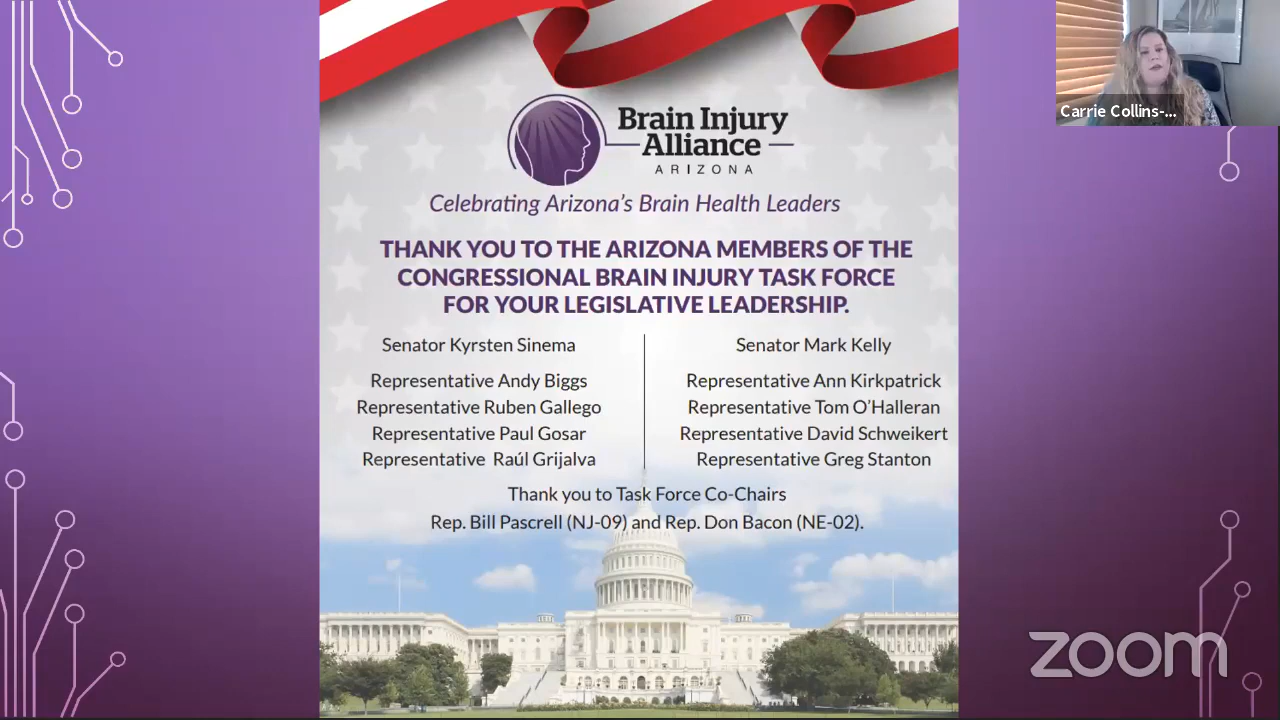 Carrie Collins-...
Brain Injury
Alliance
ARIZONA
Celebrating Arizona's Brain Health Leaders
THANK YOU TO THE ARIZONA MEMBERS OF THE
CONGRESSIONAL BRAIN INJURY TASK FORCE
FOR YOUR LEGISLATIVE LEADERSHIP.
Senator Kyrsten Sinema
Representative Andy Biggs
Representative Ruben Gallego
Representative Paul Gosar
Representative Raúl Grijalva
Senator Mark Kelly
Representative Ann Kirkpatrick
Representative Tom O'Halleran
Representative David Schweikert
Representative Greg Stanton
Thank you to Task Force Co-Chairs
Rep. Bill Pascrell (NJ-09) and Rep. Don Bacon (NE-02).
zoom